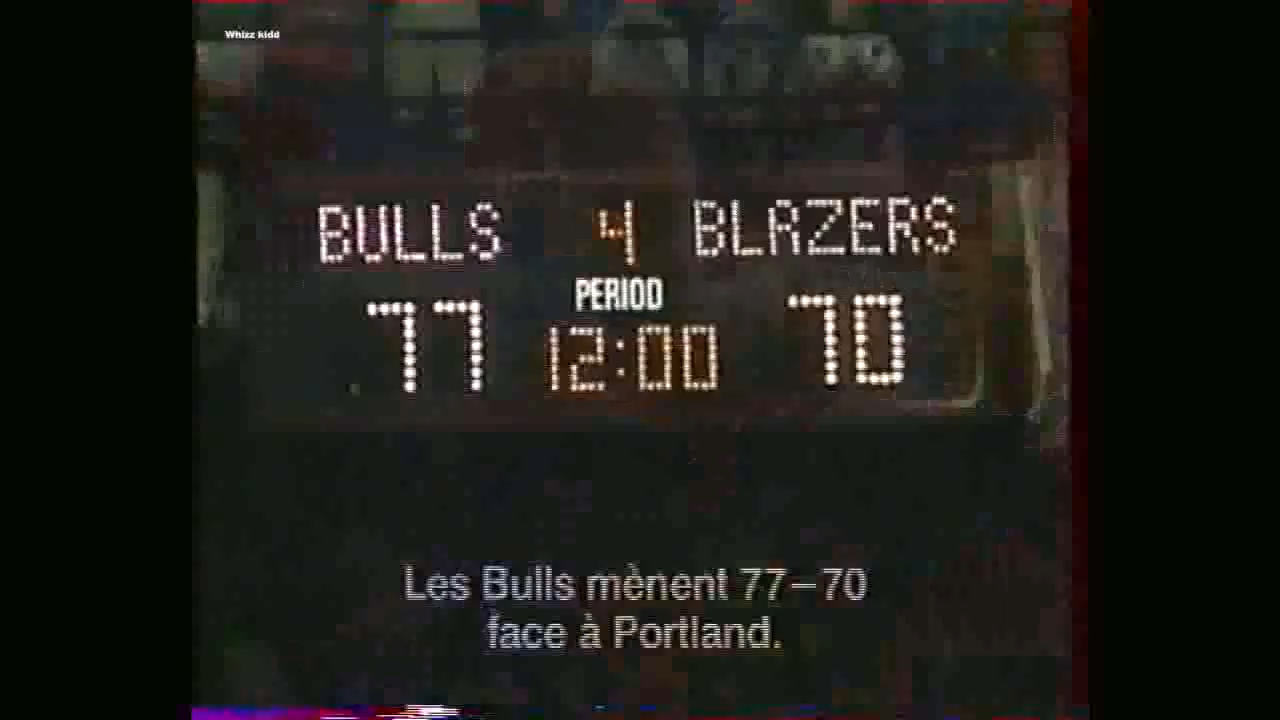 Whizz kidd
BULLS 4 BLAZERS
PERIOD
77 12:00 70
Les Bulls mènent 77–70
face à Portland.